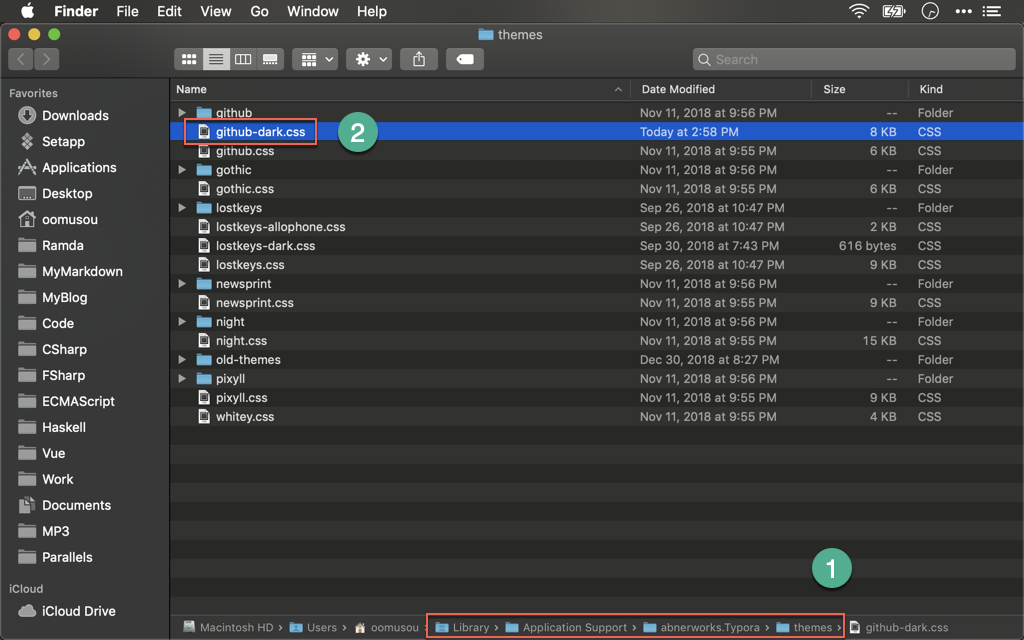 Finder File Edit View Go Window Help
themes
Search
Favorites
Downloads
Setapp
Applications
Desktop
oomusou
Ramda
MyMarkdown
MyBlog
Code
CSharp
FSharp
ECMAScript
Haskell
Vue
Work
Documents
MP3
Parallels
iCloud
iCloud Drive
Name Date Modified Size Kind
github Nov 11, 2018 at 9:56 PM -- Folder
github-dark.css 2 Today at 2:58 PM 8 KB CSS
github.css Nov 11, 2018 at 9:55 PM 6 KB CSS
gothic Nov 11, 2018 at 9:56 PM -- Folder
gothic.css Nov 11, 2018 at 9:55 PM 6 KB CSS
lostkeys Sep 26, 2018 at 10:47 PM -- Folder
lostkeys-allophone.css Sep 26, 2018 at 10:47 PM 2 KB CSS
lostkeys-dark.css Sep 30, 2018 at 7:43 PM 616 bytes CSS
lostkeys.css Sep 26, 2018 at 10:47 PM 9 KB CSS
newsprint Nov 11, 2018 at 9:56 PM -- Folder
newsprint.css Nov 11, 2018 at 9:55 PM 9 KB CSS
night Nov 11, 2018 at 9:56 PM -- Folder
night.css Nov 11, 2018 at 9:55 PM 15 KB CSS
old-themes Dec 30, 2018 at 8:27 PM -- Folder
pixyll Nov 11, 2018 at 9:56 PM -- Folder
pixyll.css Nov 11, 2018 at 9:55 PM 9 KB CSS
whitey.css Nov 11, 2018 at 9:55 PM 4 KB CSS
1
Macintosh HD › Users › oomusou › Library › Application Support › abnerworks.Typora › themes › github-dark.css